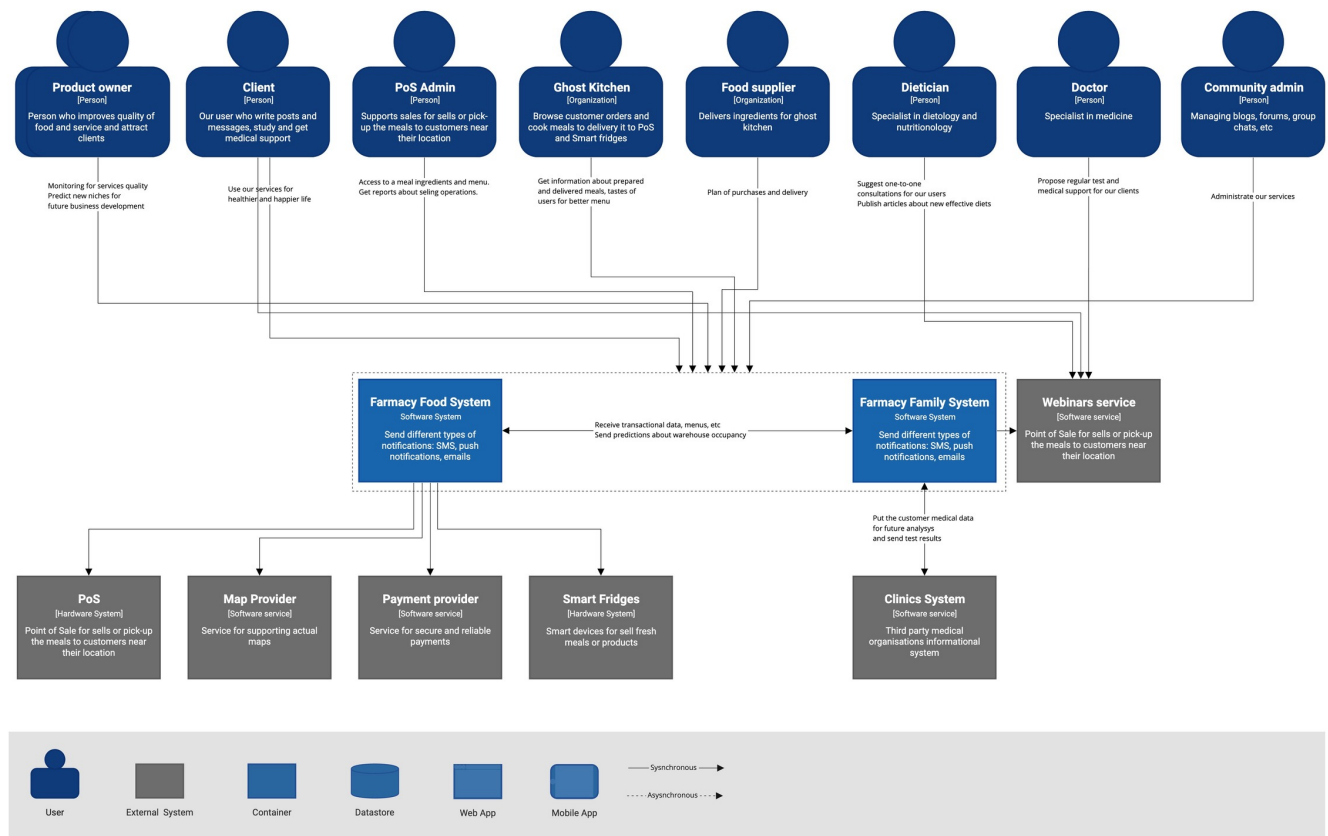 Product owner
[Person]
Person who improves quality of
food and service and attract
clients
Client
[Person]
Our user who write posts and
messages, study and get
medical support
PoS Admin
[Person]
Supports sales for sells or pick-
up the meals to customers near
their location
Ghost Kitchen
[Organization]
Browse customer orders and
cook meals to delivery it to PoS
and Smart fridges
Food supplier
[Organization]
Delivers ingredients for ghost
kitchen
Dietician
[Person]
Specialist in dietology and
nutritionology
Doctor
[Person]
Specialist in medicine
Community admin
[Person]
Managing blogs, forums, group
chats, etc
Monitoring for services quality
Predict new niches for
future business development
Use our services for
healthier and happier life
Access to a meal ingredients and menu.
Get reports about seling operations.
Get information about prepared
and delivered meals, tastes of
users for better menu
Plan of purchases and delivery
Suggest one-to-one
consultations for our users
Publish articles about new effective diets
Propose regular test and
medical support for our clients
Administrate our services
Farmacy Food System
Software System
Send different types of
notifications: SMS, push
notifications, emails
Receive transactional data, menus, etc
Send predictions about warehouse occupancy
Farmacy Family System
Software System
Send different types of
notifications: SMS, push
notifications, emails
Webinars service
[Software service]
Point of Sale for sells or pick-up
the meals to customers near
their location
Put the customer medical data
for future analysys
and send test results
PoS
[Hardware System]
Point of Sale for sells or pick-up
the meals to customers near
their location
Map Provider
[Software service]
Service for supporting actual
maps
Payment provider
[Software service]
Service for secure and reliable
payments
Smart Fridges
[Hardware System]
Smart devices for sell fresh
meals or products
Clinics System
[Software service]
Third party medical
organisations informational
system
User
External System
Container
Datastore
Web App
Mobile App
Sysnchronous
Asysnchronous